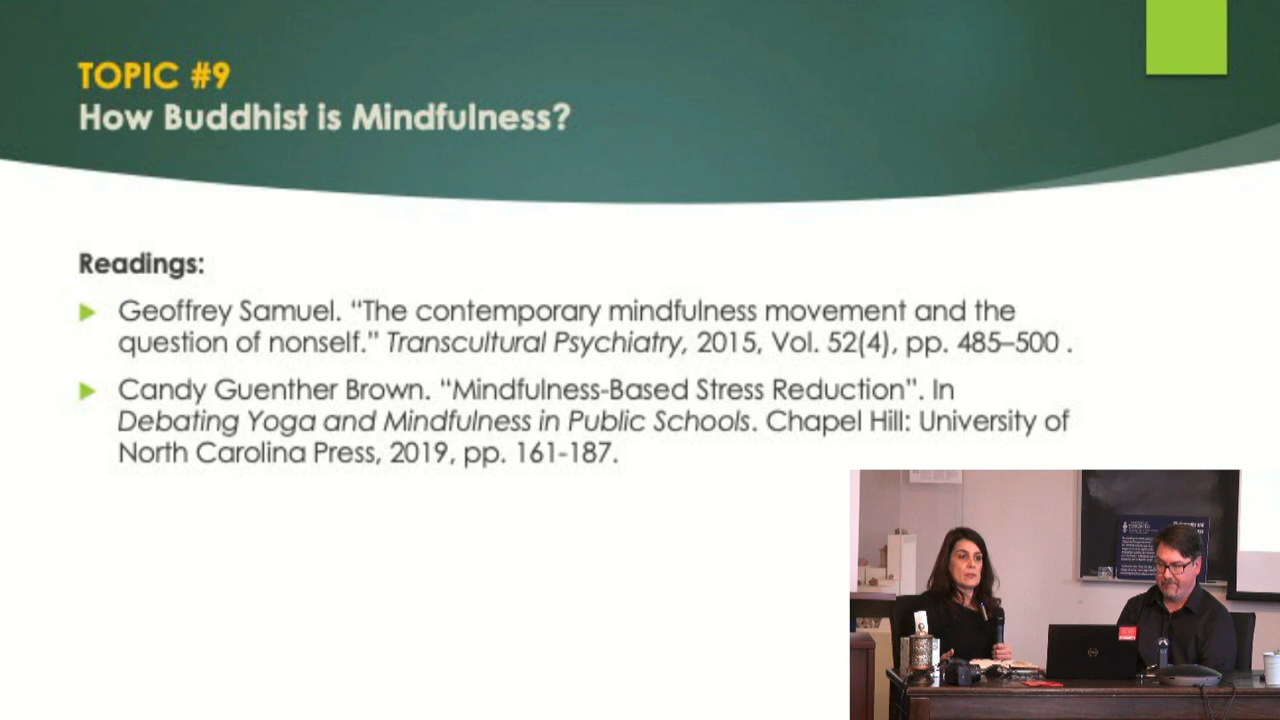 TOPIC #9
How Buddhist is Mindfulness?
Readings:
Geoffrey Samuel. “The contemporary mindfulness movement and the
question of nonself.” Transcultural Psychiatry, 2015, Vol. 52(4), pp. 485–500 .
Candy Guenther Brown. “Mindfulness-Based Stress Reduction”. In
Debating Yoga and Mindfulness in Public Schools. Chapel Hill: University of
North Carolina Press, 2019, pp. 161-187.
TORONTO
DELL